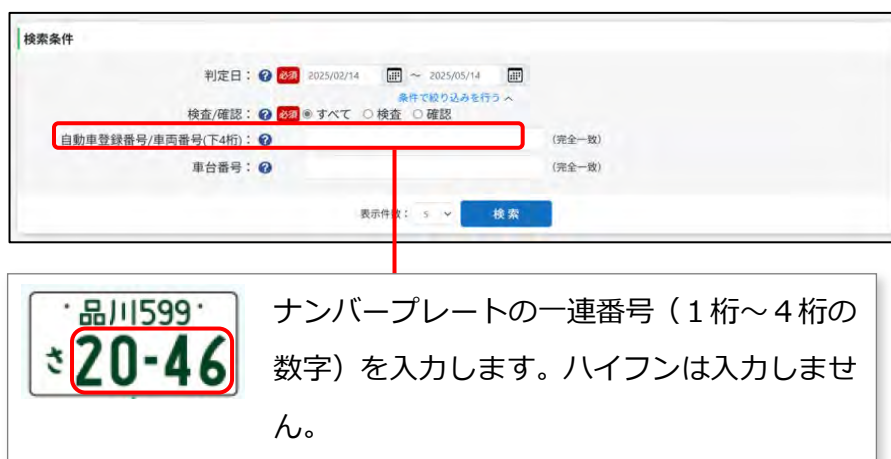 検索条件
判定日： ? 必須 2025/02/14 ～ 2025/05/14
条件で絞り込みを行う へ
検査/確認： ? 必須 すべて 検査 確認
自動車登録番号/車両番号(下4桁)： ? (完全一致)
車台番号： ? (完全一致)
表示件数： 5 検索
・品川599・
さ20-46
ナンバープレートの一連番号（１桁～４桁の
数字）を入力します。ハイフンは入力しませ
ん。